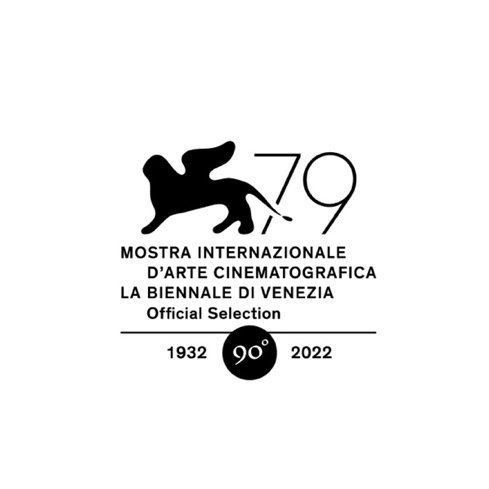 79
MOSTRA INTERNAZIONALE
D'ARTE CINEMATOGRAFICA
LA BIENNALE DI VENEZIA
Official Selection
1932 90° 2022